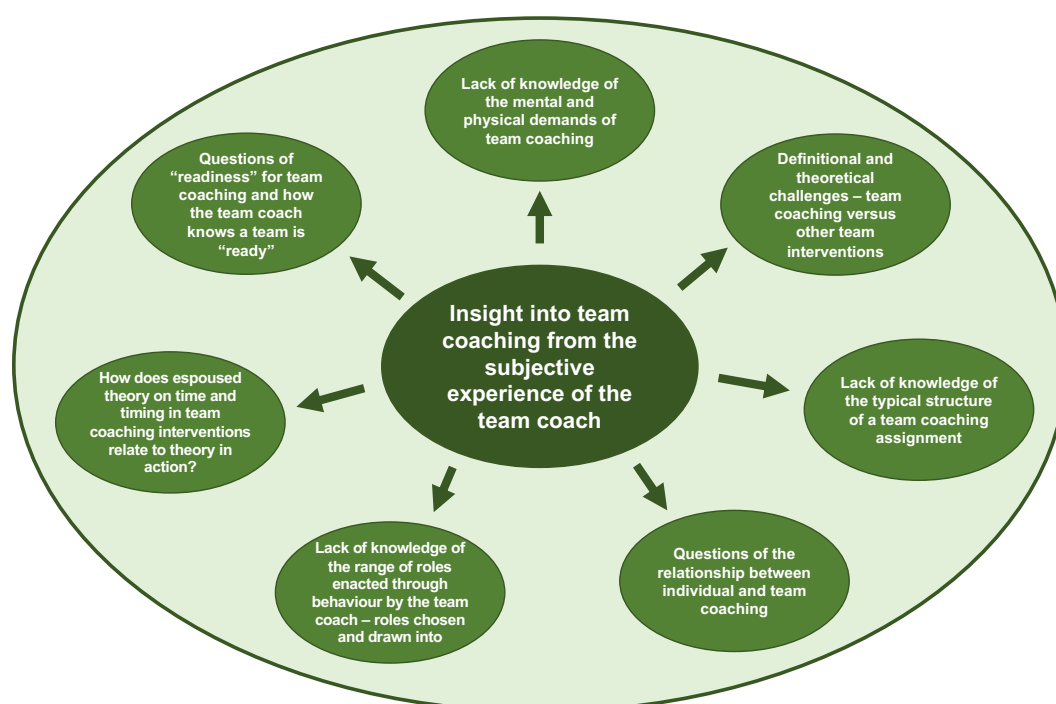 Lack of knowledge of
the mental and
physical demands of
team coaching
Questions of
“readiness” for team
coaching and how
the team coach
knows a team is
“ready”
Definitional and
theoretical
challenges – team
coaching versus
other team
interventions
Insight into team
coaching from the
subjective
experience of the
team coach
How does espoused
theory on time and
timing in team
coaching interventions
relate to theory in
action?
Lack of knowledge of
the typical structure
of a team coaching
assignment
Lack of knowledge of
the range of roles
enacted through
behaviour by the team
coach – roles chosen
and drawn into
Questions of the
relationship between
individual and team
coaching